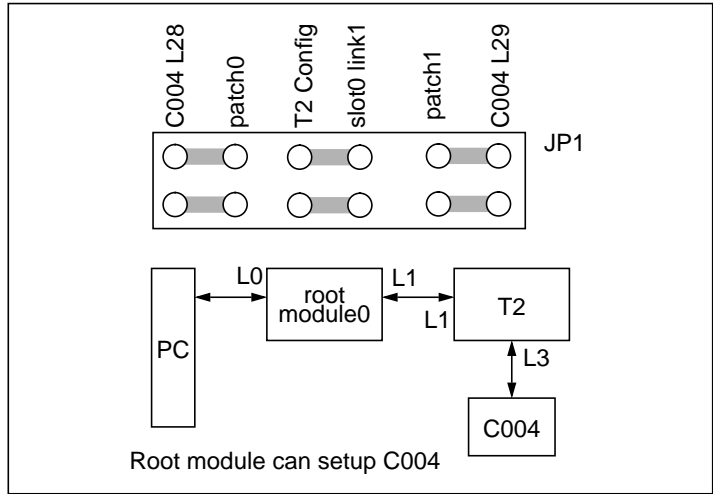 C004 L28
patch0
T2 Config
slot0 link1
patch1
C004 L29
JP1
PC
L0
root
module0
L1
L1
T2
L3
C004
Root module can setup C004